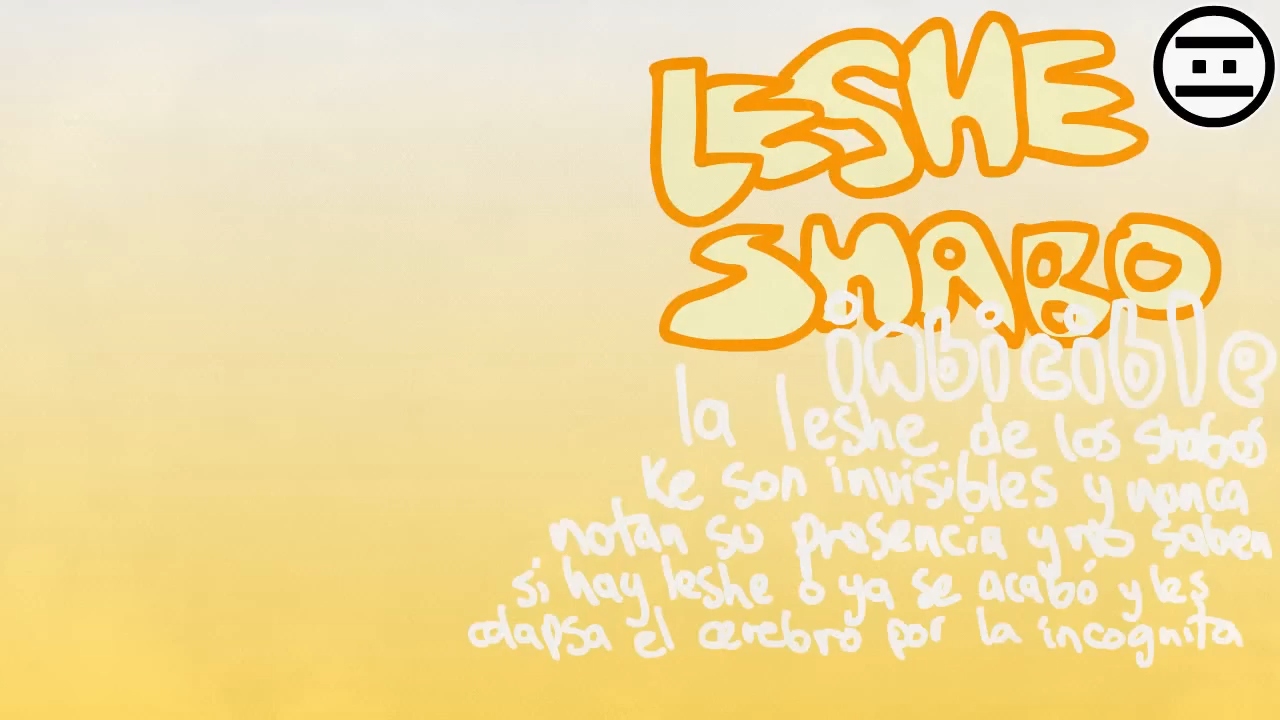 LESHE
SHABO
inbicible
la leshe de los shabos
ke son invisibles y nunca
notan su presencia y no saben
si hay leshe o ya se acabó y les
colapsa el cerebro por la incognita